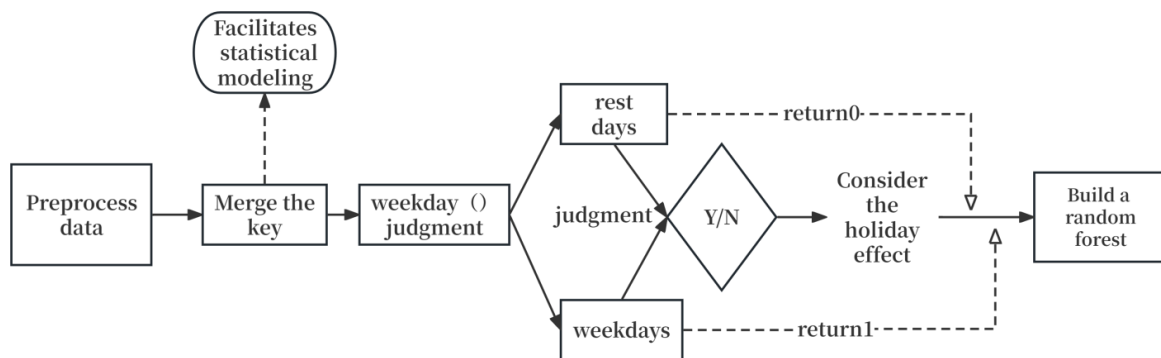 Facilitates
statistical
modeling
Preprocess
data
Merge the
key
weekday（）
judgment
rest
days
return0
judgment
Y/N
Consider
the
holiday
effect
weekdays
return1
Build a
random
forest